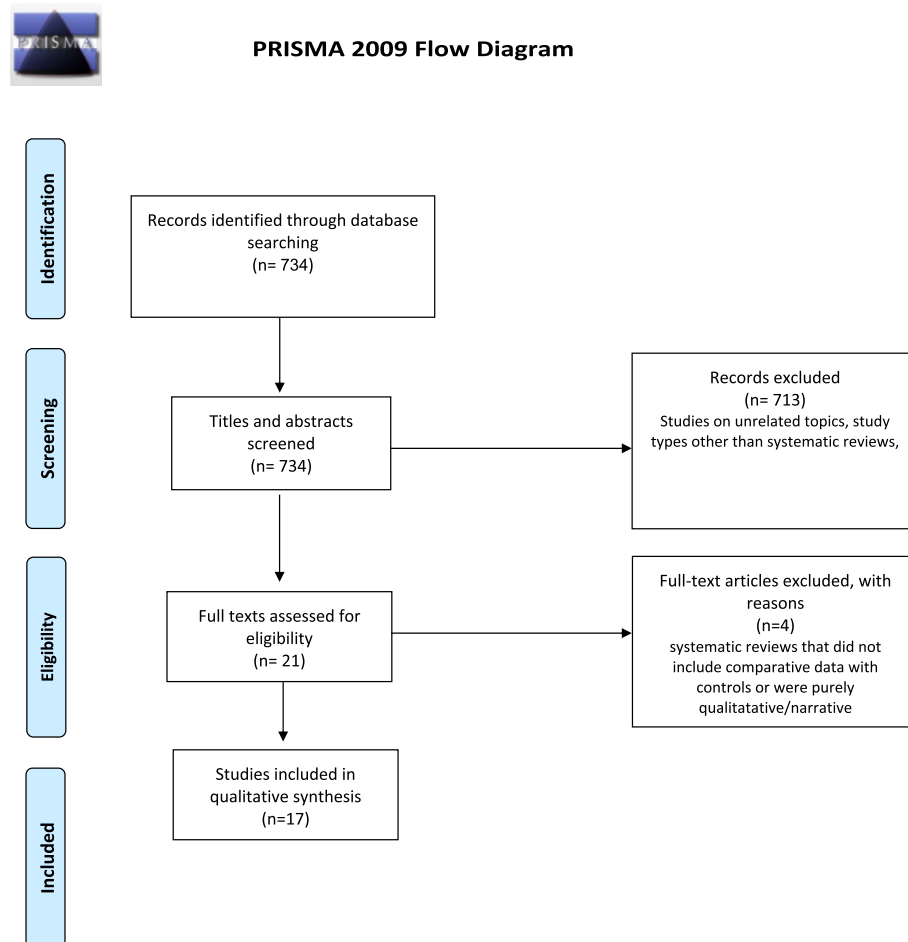 PRISMA
PRISMA 2009 Flow Diagram
Identification
Records identified through database
searching
(n= 734)
Screening
Titles and abstracts
screened
(n= 734)
Records excluded
(n= 713)
Studies on unrelated topics, study
types other than systematic reviews,
Eligibility
Full texts assessed for
eligibility
(n= 21)
Full-text articles excluded, with
reasons
(n=4)
systematic reviews that did not
include comparative data with
controls or were purely
qualitatative/narrative
Included
Studies included in
qualitative synthesis
(n=17)